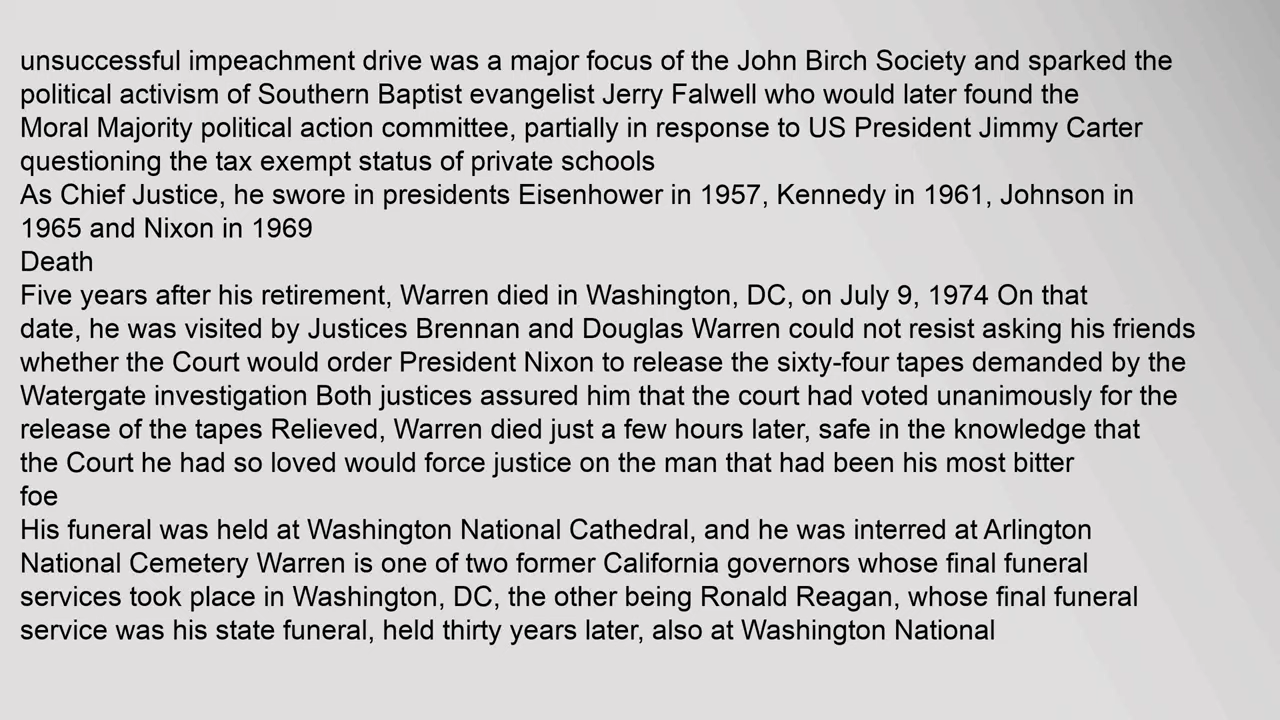 unsuccessful impeachment drive was a major focus of the John Birch Society and sparked the
political activism of Southern Baptist evangelist Jerry Falwell who would later found the
Moral Majority political action committee, partially in response to US President Jimmy Carter
questioning the tax exempt status of private schools
As Chief Justice, he swore in presidents Eisenhower in 1957, Kennedy in 1961, Johnson in
1965 and Nixon in 1969
Death
Five years after his retirement, Warren died in Washington, DC, on July 9, 1974 On that
date, he was visited by Justices Brennan and Douglas Warren could not resist asking his friends
whether the Court would order President Nixon to release the sixty-four tapes demanded by the
Watergate investigation Both justices assured him that the court had voted unanimously for the
release of the tapes Relieved, Warren died just a few hours later, safe in the knowledge that
the Court he had so loved would force justice on the man that had been his most bitter
foe
His funeral was held at Washington National Cathedral, and he was interred at Arlington
National Cemetery Warren is one of two former California governors whose final funeral
services took place in Washington, DC, the other being Ronald Reagan, whose final funeral
service was his state funeral, held thirty years later, also at Washington National